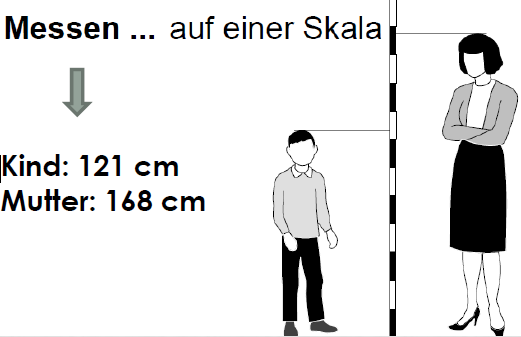 Messen ... auf einer Skala
Kind: 121 cm
Mutter: 168 cm